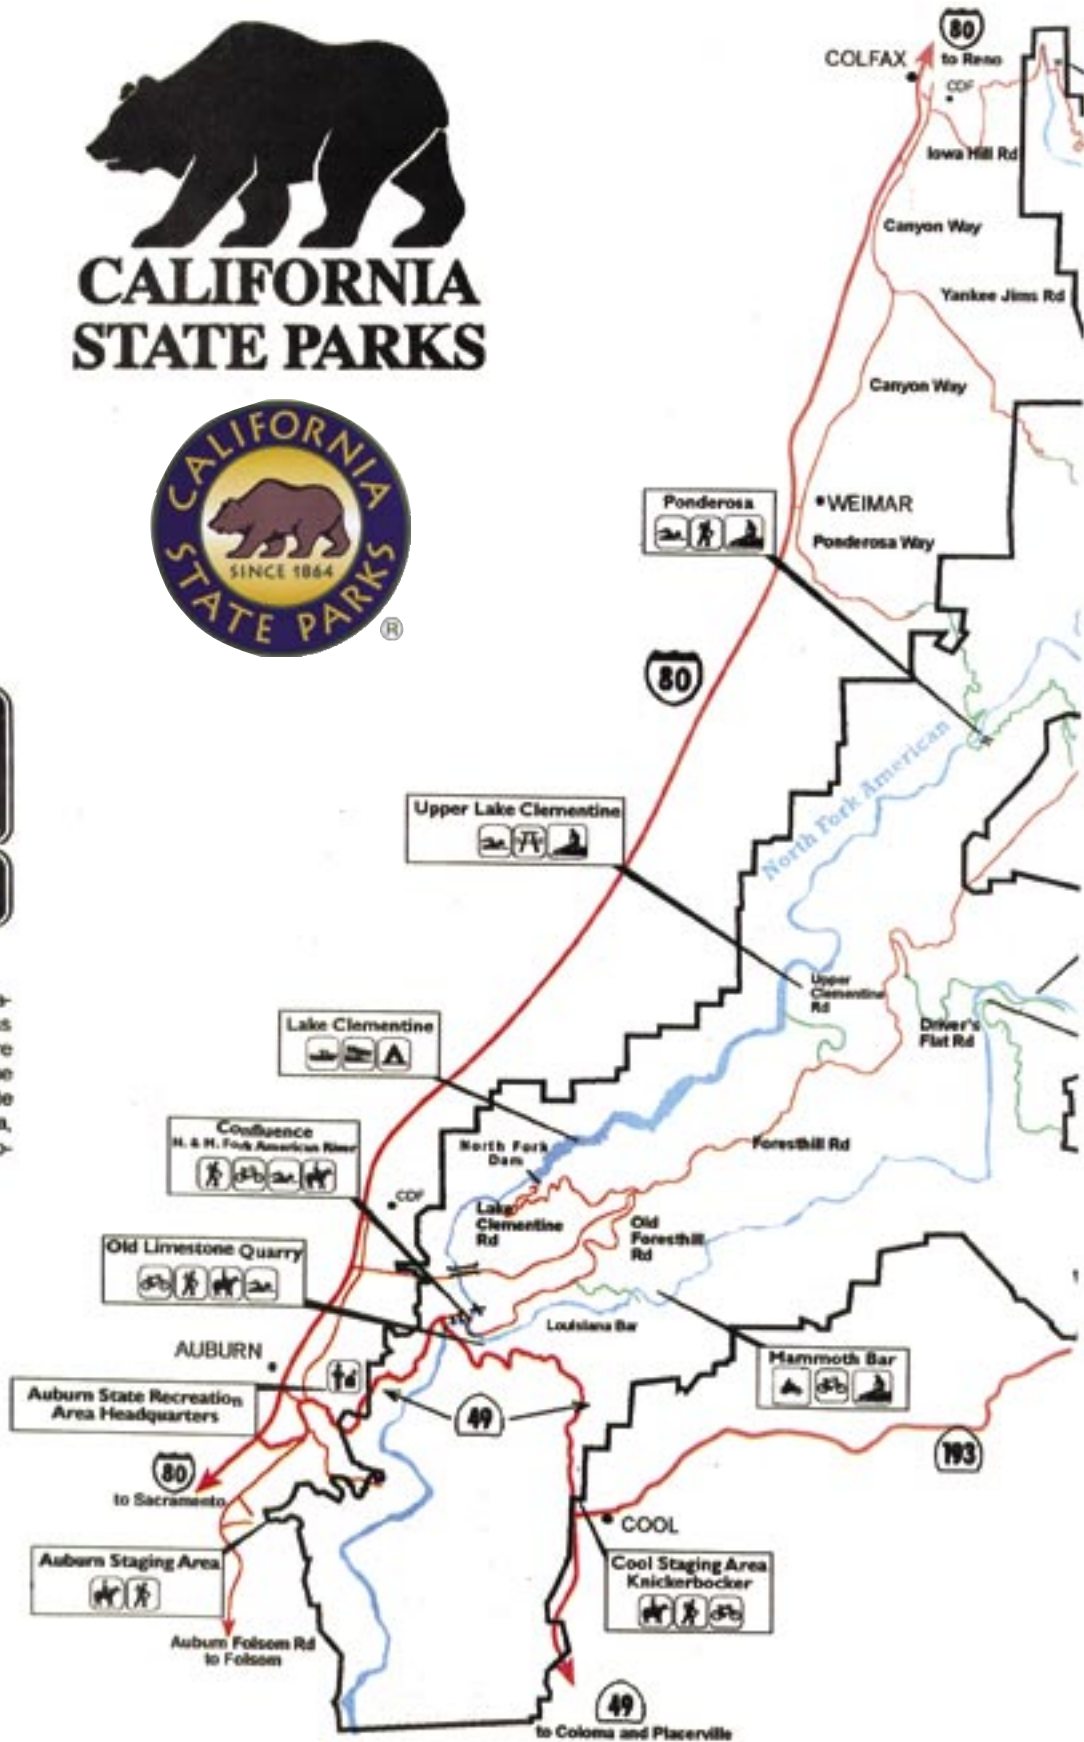 CALIFORNIA
STATE PARKS
CALIFORNIA
SINCE 1864
STATE PARKS
®
80
to Reno
COLFAX
CDF
Iowa Hill Rd
Canyon Way
Yankee Jims Rd
Canyon Way
Ponderosa
WEIMAR
Ponderosa Way
80
North Fork American
Upper Lake Clementine
Upper
Clementine
Rd
Driver's
Flat Rd
Lake Clementine
Confluence
N. & M. Fork American River
North Fork
Dam
Foresthill Rd
CDF
Lake
Clementine
Rd
Old
Foresthill
Rd
Old Limestone Quarry
Louisiana Bar
AUBURN
Mammoth Bar
Auburn State Recreation
Area Headquarters
49
193
80
to Sacramento
COOL
Auburn Staging Area
Cool Staging Area
Knickerbocker
Auburn Folsom Rd
to Folsom
49
to Coloma and Placerville